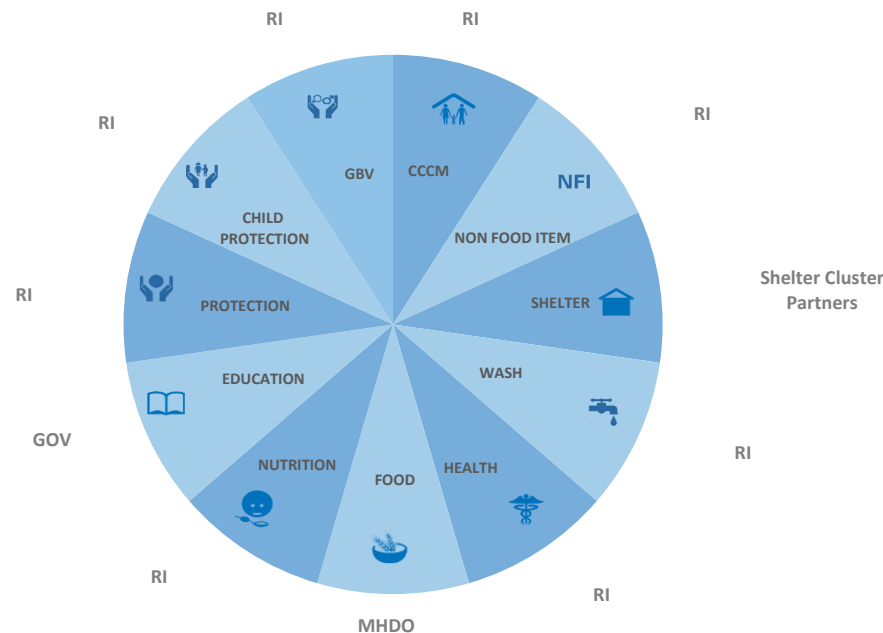 RI
RI
RI
RI
GBV
CCCM
NFI
CHILD
PROTECTION
NON FOOD ITEM
RI
PROTECTION
SHELTER
Shelter Cluster
Partners
EDUCATION
WASH
GOV
NUTRITION
FOOD
HEALTH
RI
RI
RI
MHDO